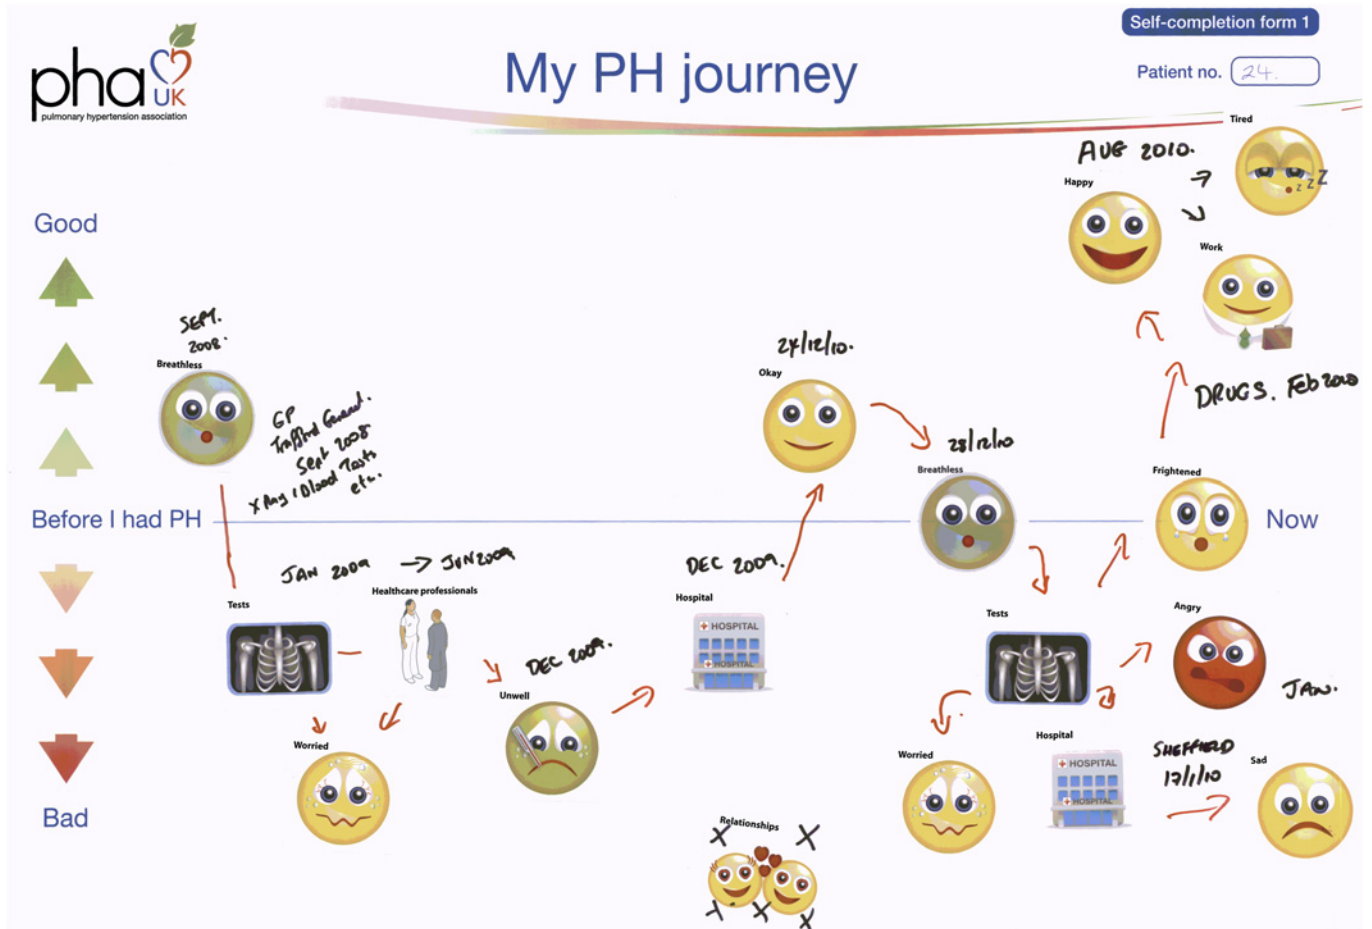 Self-completion form 1
pha UK
pulmonary hypertension association
My PH journey
Patient no. 24.
Tired
AUG 2010.
Happy
z z Z
Good
Work
SEPT.
2008.
Breathless
24/12/10.
Okay
DRUGS. Feb 2010
GP
Trafford General.
Sept 2008
X Ray / Blood Tests
etc.
28/12/10
Breathless
Frightened
Before I had PH
Now
JAN 2009 → JUN 2009
Healthcare professionals
DEC 2009.
Hospital
HOSPITAL
HOSPITAL
Tests
Tests
Angry
DEC 2009.
Unwell
JAN.
Worried
Worried
Hospital
HOSPITAL
HOSPITAL
SHEFFIELD
17/1/10
Sad
Bad
Relationships
X X
X X X